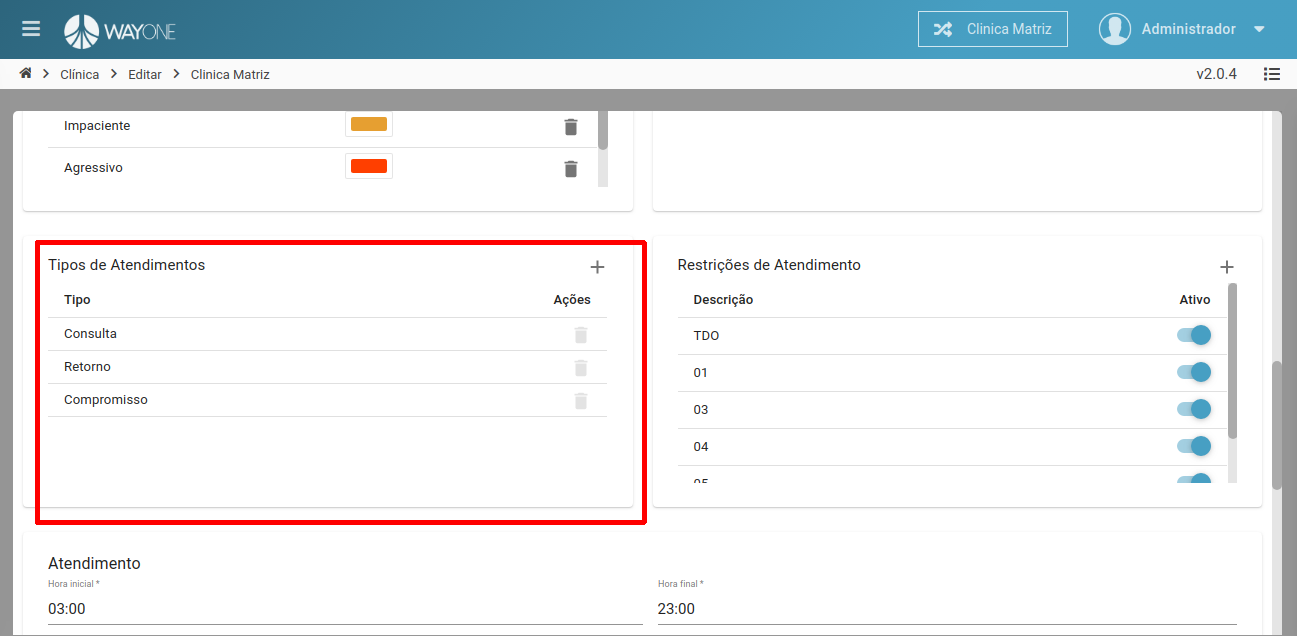 WAYONE
Clinica Matriz
Administrador
Clínica
Editar
Clinica Matriz
v2.0.4
Impaciente
Agressivo
Tipos de Atendimentos
Tipo Ações
Consulta
Retorno
Compromisso
Restrições de Atendimento
Descrição Ativo
TDO
01
03
04
05
Atendimento
Hora inicial *
03:00
Hora final *
23:00